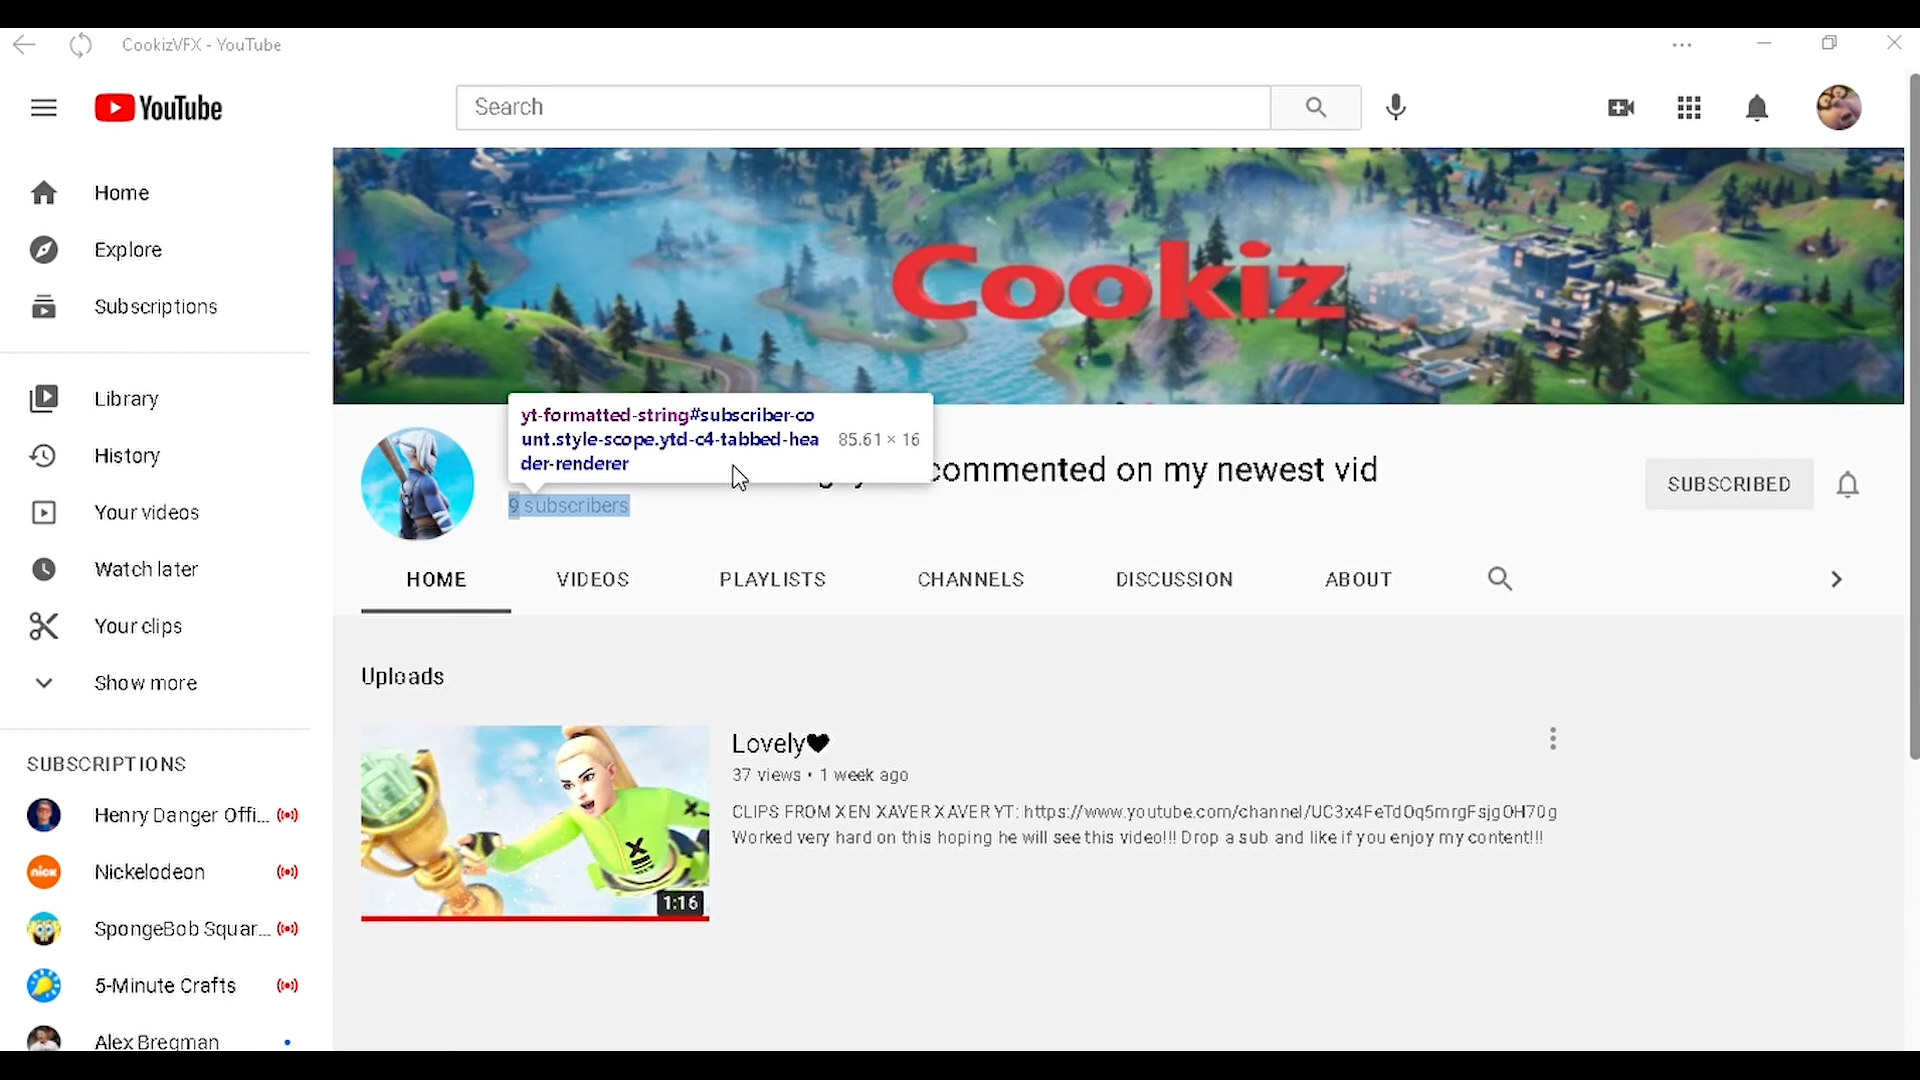 CookizVFX - YouTube
YouTube
Search
Home
Explore
Subscriptions
Library
History
Your videos
Watch later
Your clips
Show more
SUBSCRIPTIONS
Henry Danger Offi...
nick
Nickelodeon
SpongeBob Squar...
5-Minute Crafts
Alex Bregman
Cookiz
yt-formatted-string#subscriber-co
unt.style-scope.ytd-c4-tabbed-hea
der-renderer
85.61 × 16
commented on my newest vid
9 subscribers
SUBSCRIBED
HOME VIDEOS PLAYLISTS CHANNELS DISCUSSION ABOUT
Uploads
1:16
Lovely🖤
37 views • 1 week ago
CLIPS FROM XEN XAVER XAVER YT: https://www.youtube.com/channel/UC3x4FeTdOq5mrgFsjgOH70g
Worked very hard on this hoping he will see this video!!! Drop a sub and like if you enjoy my content!!!